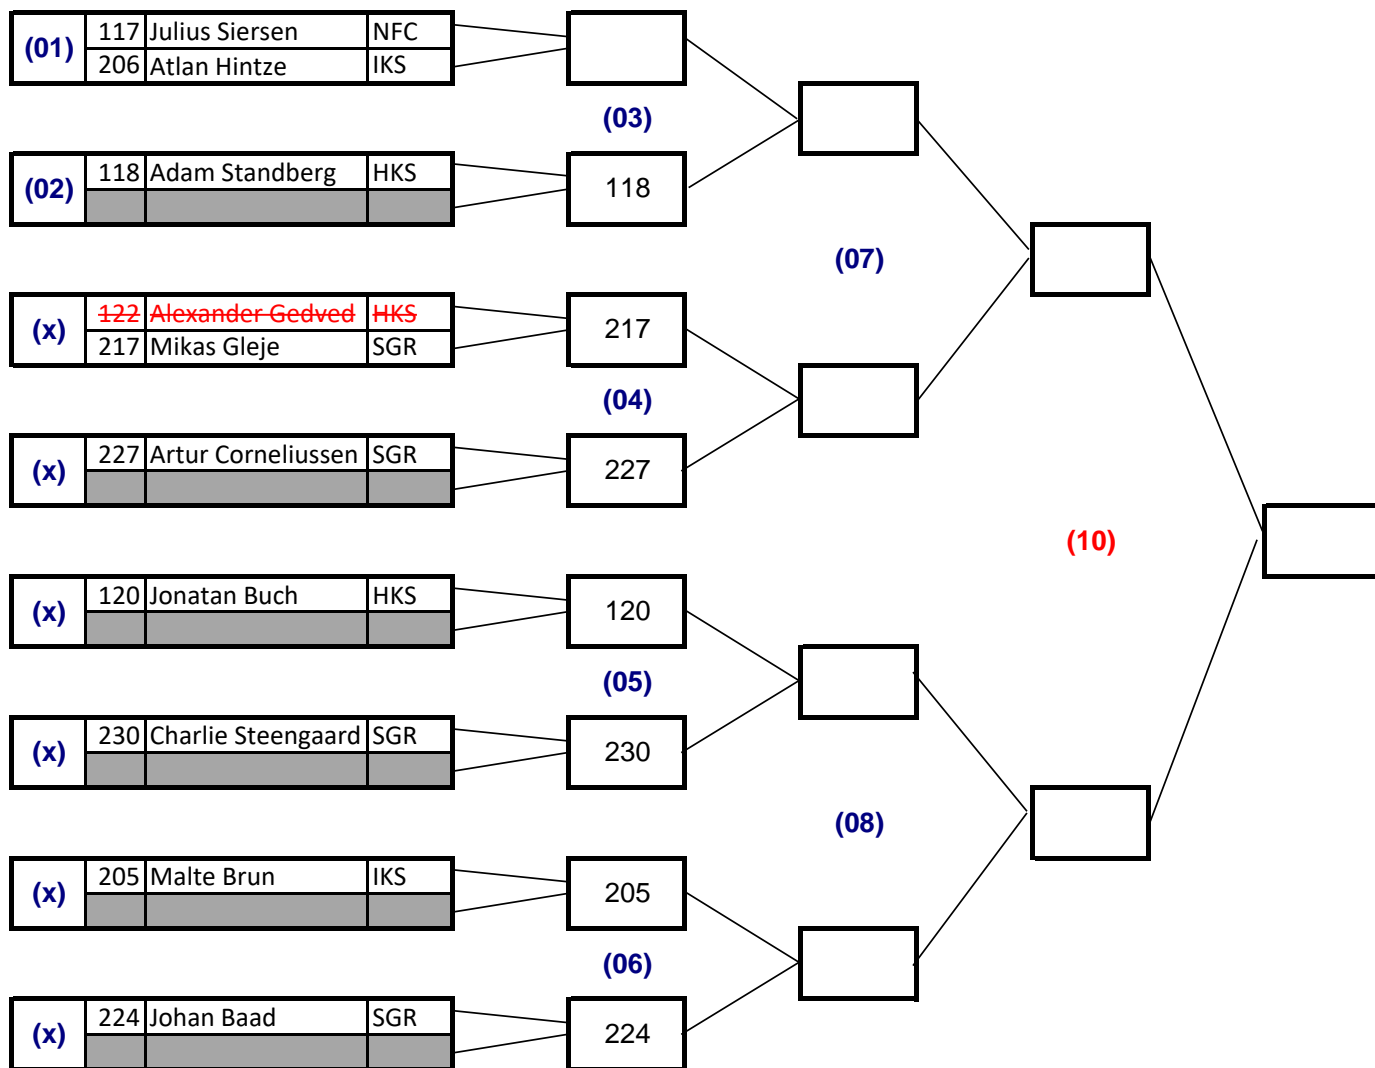 (01) 117 Julius Siersen NFC
206 Atlan Hintze IKS
(03)
(02) 118 Adam Standberg HKS
118
(07)
(x) 122 Alexander Gedved HKS
217 Mikas Gleje SGR
217
(04)
(x) 227 Artur Corneliussen SGR
227
(10)
(x) 120 Jonatan Buch HKS
120
(05)
(x) 230 Charlie Steengaard SGR
230
(08)
(x) 205 Malte Brun IKS
205
(06)
(x) 224 Johan Baad SGR
224